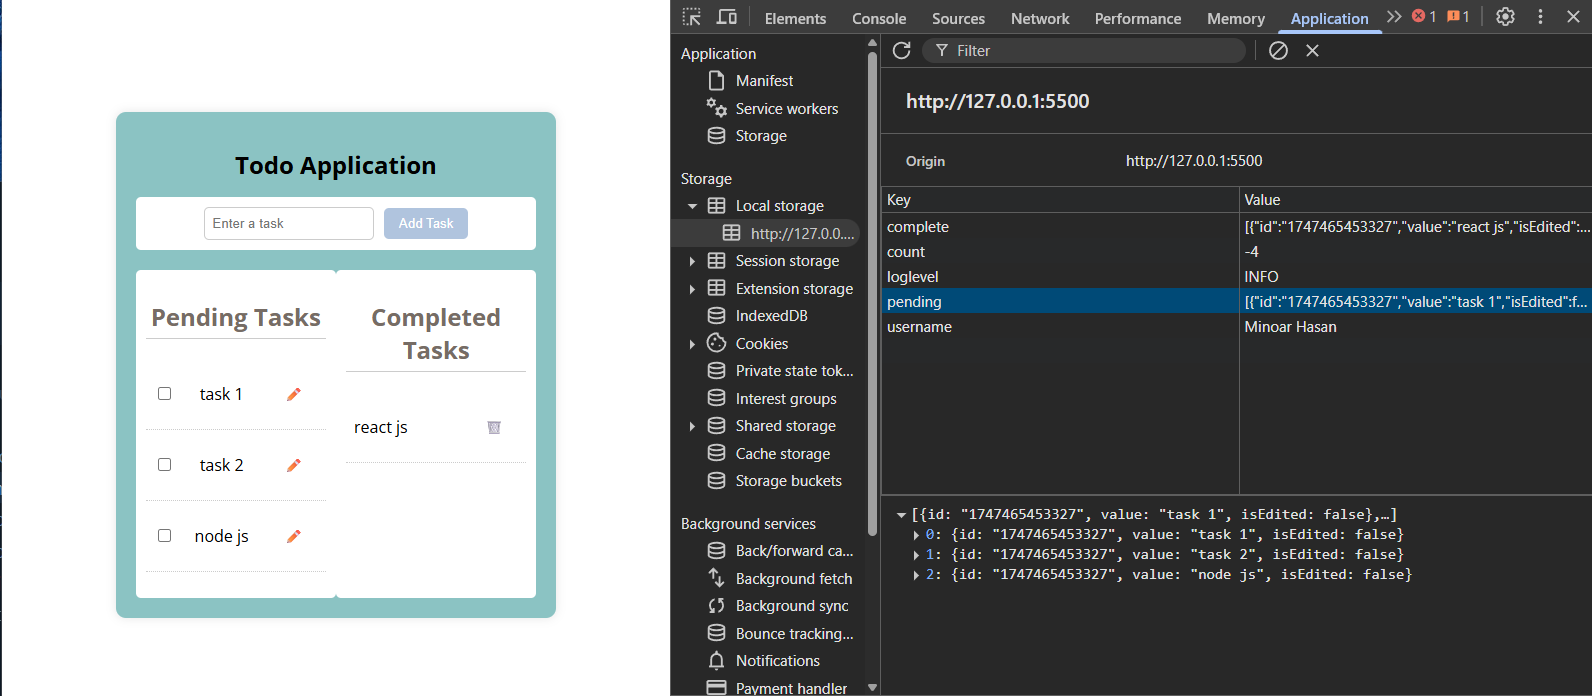 Todo Application
Enter a task
Add Task
Pending Tasks
task 1
task 2
node js
Completed
Tasks
react js
Elements Console Sources Network Performance Memory Application 1 1
Application
Manifest
Service workers
Storage
Storage
Local storage
http://127.0.0....
Session storage
Extension storage
IndexedDB
Cookies
Private state tok...
Interest groups
Shared storage
Cache storage
Storage buckets
Background services
Back/forward ca...
Background fetch
Background sync
Bounce tracking...
Notifications
Payment handler
Filter
http://127.0.0.1:5500
Origin http://127.0.0.1:5500
Key Value
complete [{"id":"1747465453327","value":"react js","isEdited":...
count -4
loglevel INFO
pending [{"id":"1747465453327","value":"task 1","isEdited":f...
username Minoar Hasan
[{id: "1747465453327", value: "task 1", isEdited: false},…]
0: {id: "1747465453327", value: "task 1", isEdited: false}
1: {id: "1747465453327", value: "task 2", isEdited: false}
2: {id: "1747465453327", value: "node js", isEdited: false}